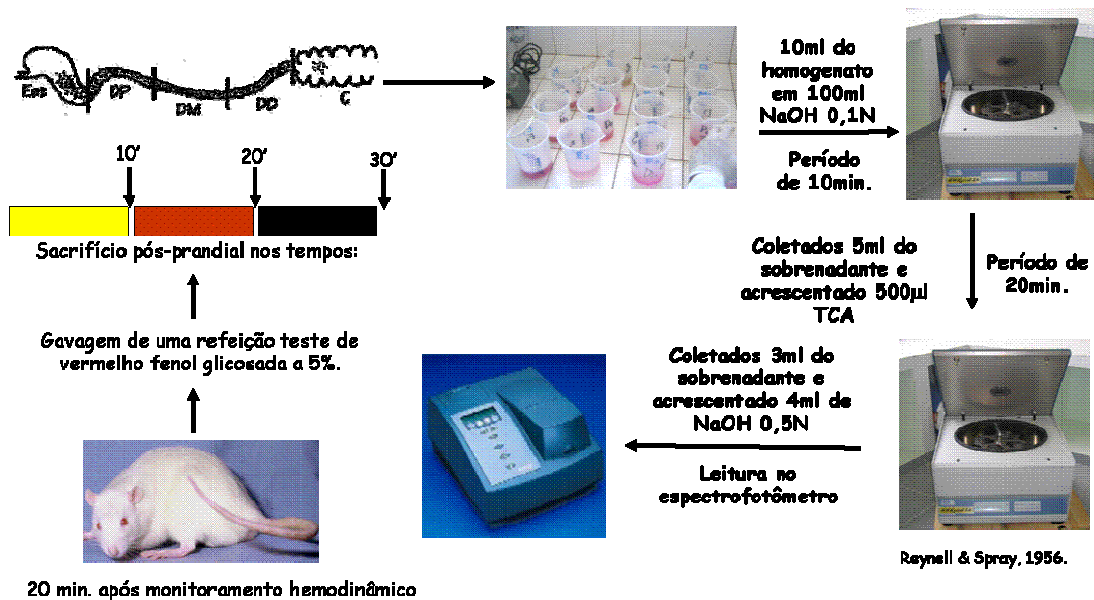 Ess
DP
DM
DD
C
10'
20'
30'
Sacrifício pós-prandial nos tempos:
Gavagem de uma refeição teste de
vermelho fenol glicosada a 5%.
20 min. após monitoramento hemodinâmico
10ml do
homogenato
em 100ml
NaOH 0,1N
Período
de 10min.
Coletados 5ml do
sobrenadante e
acrescentado 500µl
TCA
Período de
20min.
Coletados 3ml do
sobrenadante e
acrescentado 4ml de
NaOH 0,5N
Leitura no
espectrofotômetro
Reynell & Spray, 1956.